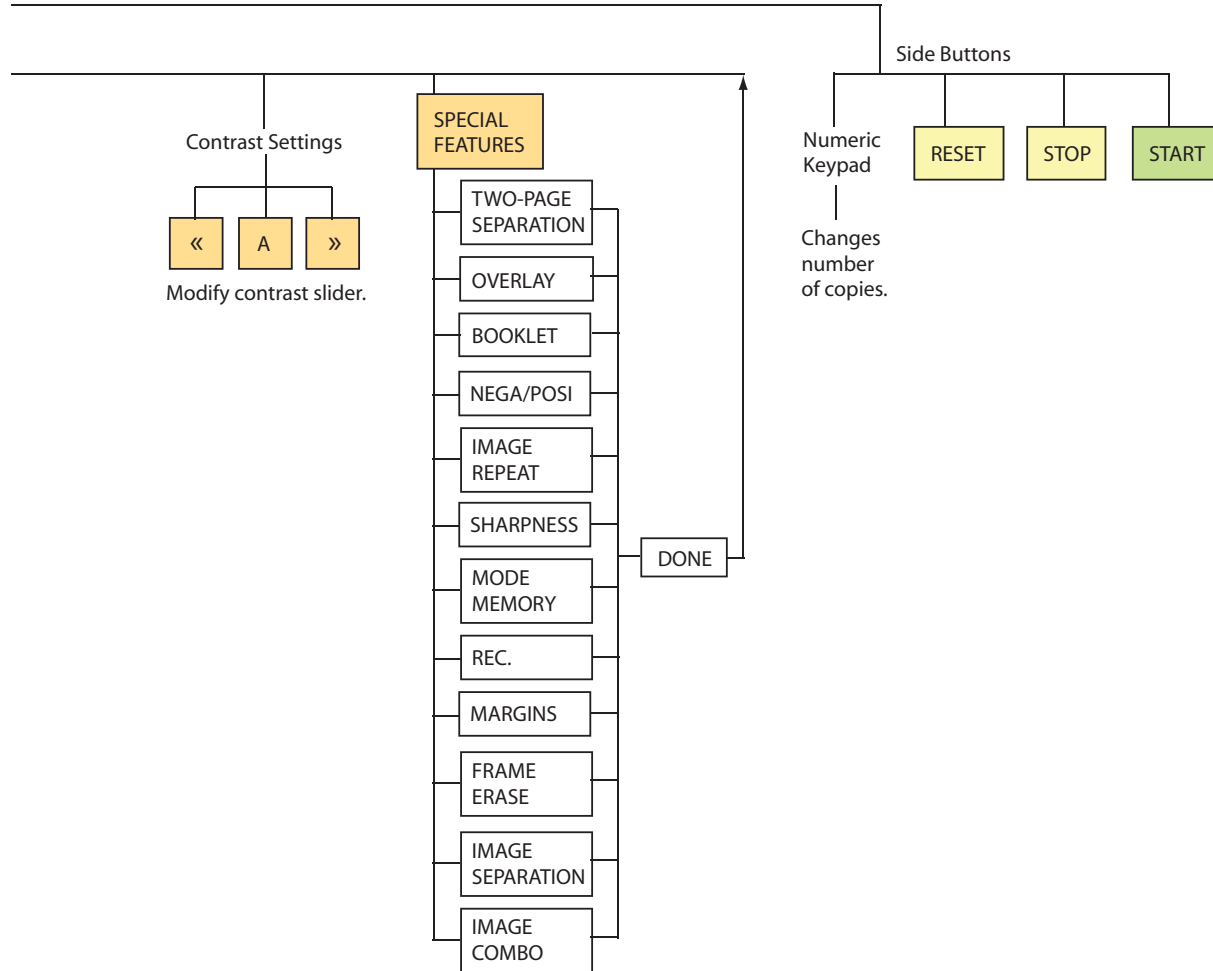 Side Buttons
Contrast Settings
«
A
»
Modify contrast slider.
SPECIAL
FEATURES
TWO-PAGE
SEPARATION
OVERLAY
BOOKLET
NEGA/POSI
IMAGE
REPEAT
SHARPNESS
MODE
MEMORY
REC.
MARGINS
FRAME
ERASE
IMAGE
SEPARATION
IMAGE
COMBO
DONE
Numeric
Keypad
Changes
number
of copies.
RESET
STOP
START